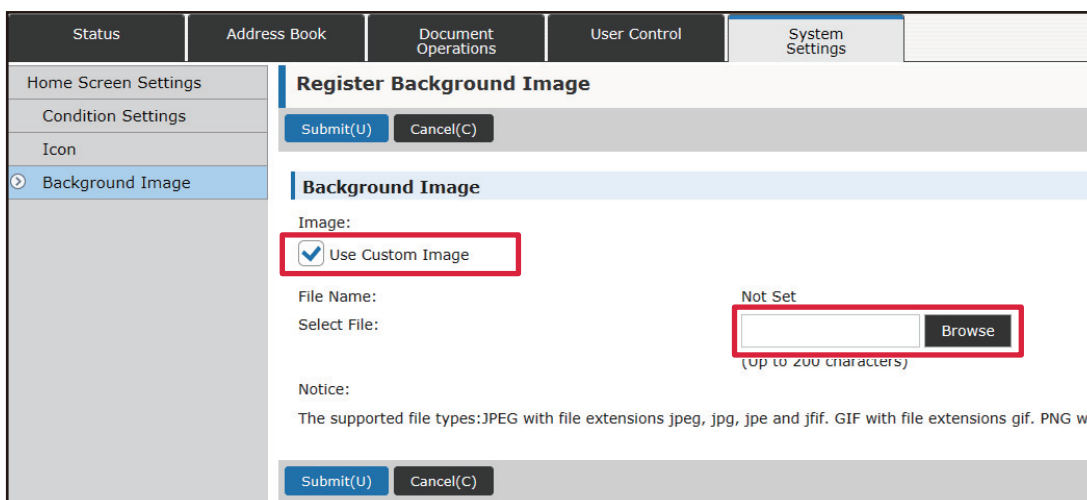 Status
Address Book
Document
Operations
User Control
System
Settings
Home Screen Settings
Condition Settings
Icon
Background Image
Register Background Image
Submit(U)
Cancel(C)
Background Image
Image:
Use Custom Image
File Name:
Not Set
Select File:
Browse
(Up to 200 characters)
Notice:
The supported file types:JPEG with file extensions jpeg, jpg, jpe and jfif. GIF with file extensions gif. PNG w
Submit(U)
Cancel(C)